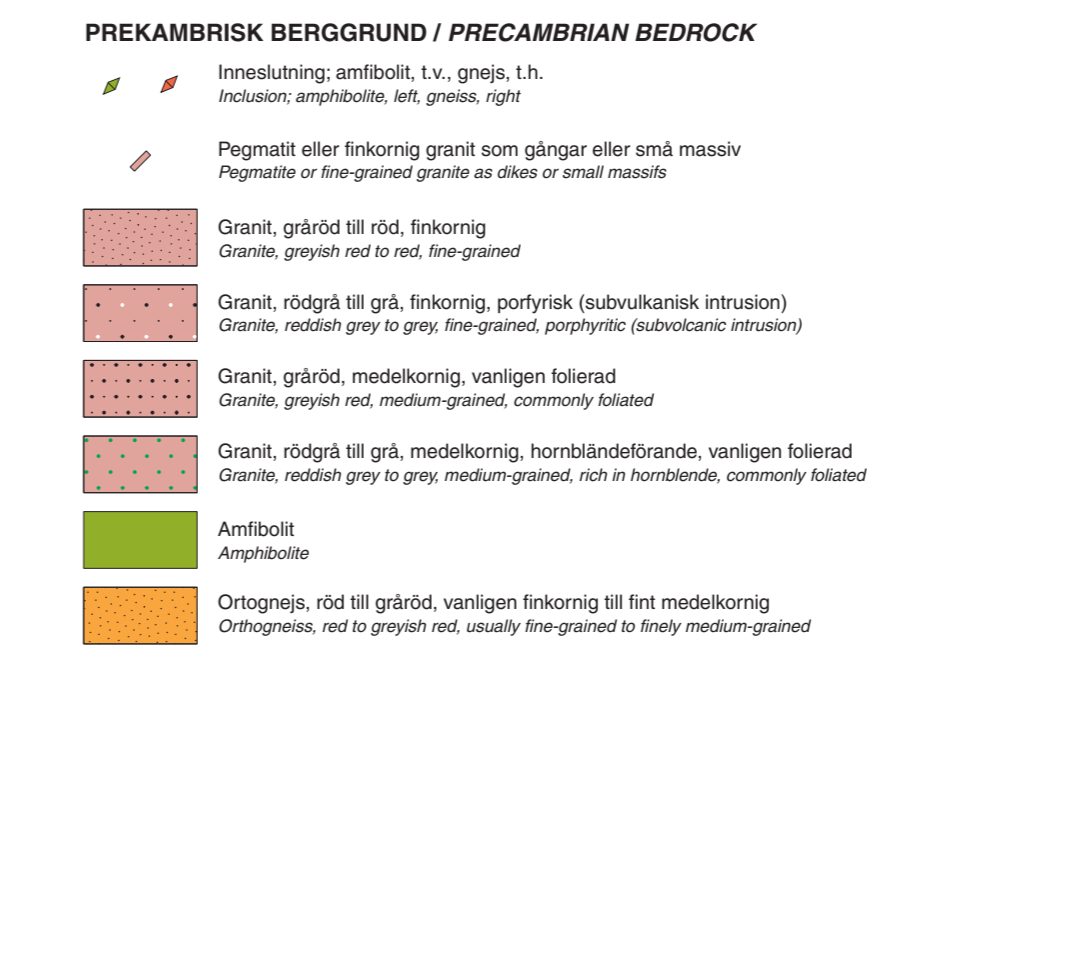 PREKAMBRISK BERGGRUND / PRECAMBRIAN BEDROCK
Inneslutning; amfibolit, t.v., gnejs, t.h.
Inclusion; amphibolite, left, gneiss, right
Pegmatit eller finkornig granit som gångar eller små massiv
Pegmatite or fine-grained granite as dikes or small massifs
Granit, gråröd till röd, finkornig
Granite, greyish red to red, fine-grained
Granit, rödgrå till grå, finkornig, porfyrisk (subvulkanisk intrusion)
Granite, reddish grey to grey, fine-grained, porphyritic (subvolcanic intrusion)
Granit, gråröd, medelkornig, vanligen folierad
Granite, greyish red, medium-grained, commonly foliated
Granit, rödgrå till grå, medelkornig, hornbländeförande, vanligen folierad
Granite, reddish grey to grey, medium-grained, rich in hornblende, commonly foliated
Amfibolit
Amphibolite
Ortognejs, röd till gråröd, vanligen finkornig till fint medelkornig
Orthogneiss, red to greyish red, usually fine-grained to finely medium-grained